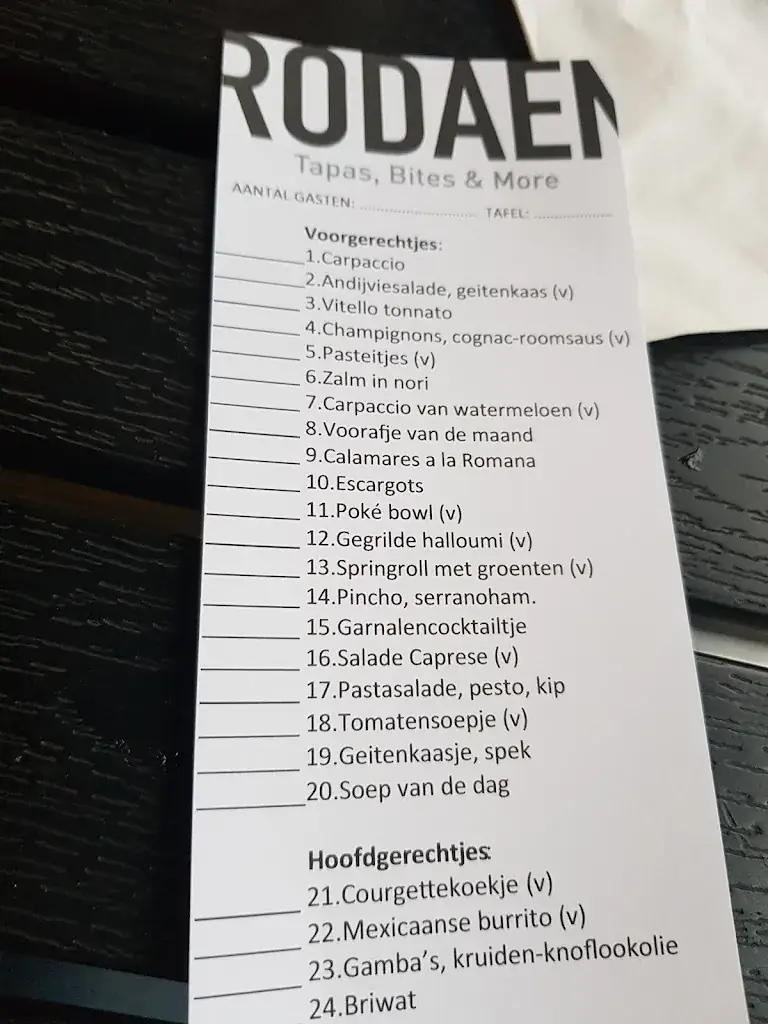 RODAEN
Tapas, Bites & More
AANTAL GASTEN: ........................ TAFEL: ................
Voorgerechtjes:
1.Carpaccio
2.Andijviesalade, geitenkaas (v)
3.Vitello tonnato
4.Champignons, cognac-roomsaus (v)
5.Pasteitjes (v)
6.Zalm in nori
7.Carpaccio van watermeloen (v)
8.Voorafje van de maand
9.Calamares a la Romana
10.Escargots
11.Poké bowl (v)
12.Gegrilde halloumi (v)
13.Springroll met groenten (v)
14.Pincho, serranoham.
15.Garnalencocktailtje
16.Salade Caprese (v)
17.Pastasalade, pesto, kip
18.Tomatensoepje (v)
19.Geitenkaasje, spek
20.Soep van de dag
Hoofdgerechtjes:
21.Courgettekoekje (v)
22.Mexicaanse burrito (v)
23.Gamba's, kruiden-knoflookolie
24.Briwat